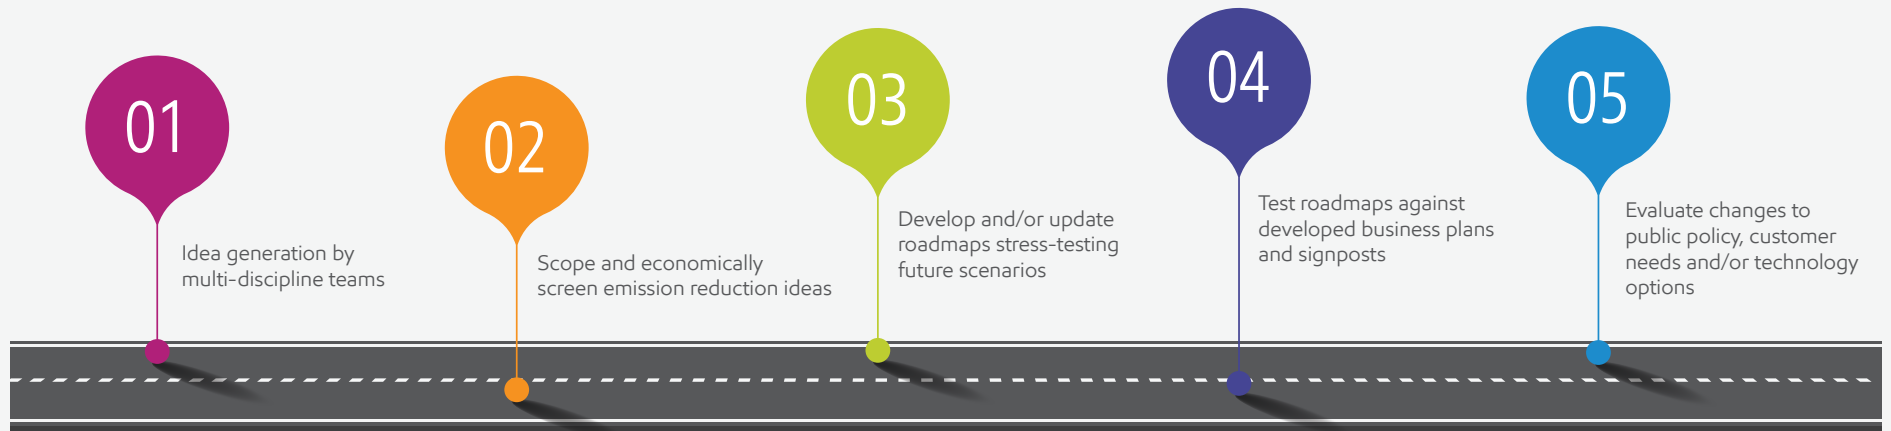 01
Idea generation by
multi-discipline teams
02
Scope and economically
screen emission reduction ideas
03
Develop and/or update
roadmaps stress-testing
future scenarios
04
Test roadmaps against
developed business plans
and signposts
05
Evaluate changes to
public policy, customer
needs and/or technology
options